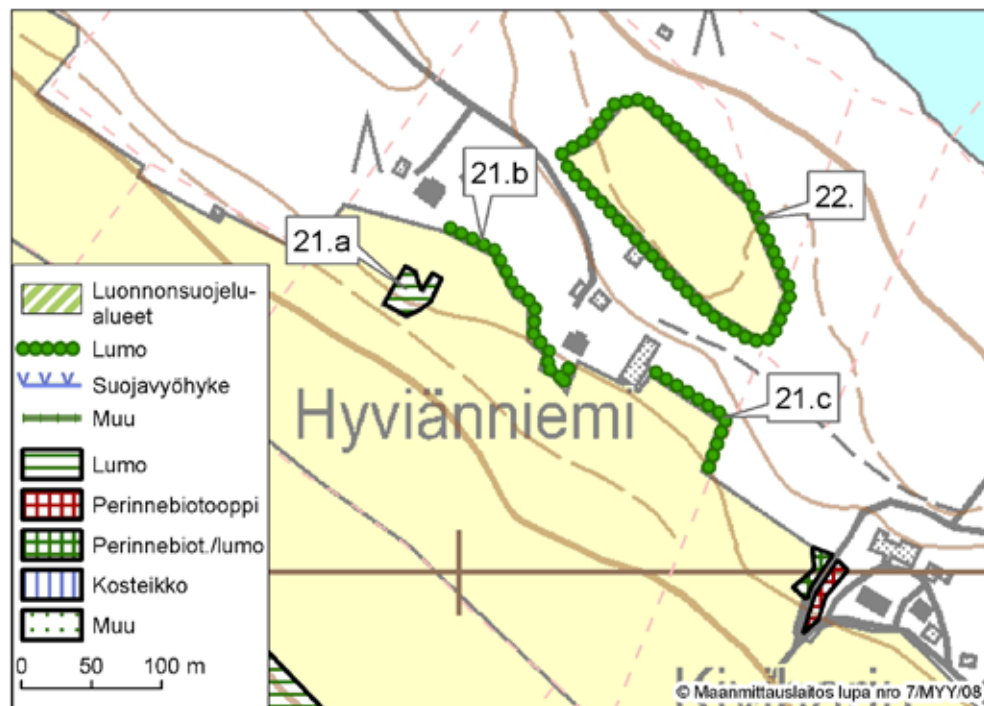 21.b
22.
21.a
Luonnonsuojelu-
alueet
Lumo
Suojavyöhyke
Muu
Lumo
Perinnebiotooppi
Perinnebiot./lumo
Kosteikko
Muu
0 50 100 m
Hyviänniemi
21.c
© Maanmittauslaitos lupa nro 7/MYY/08